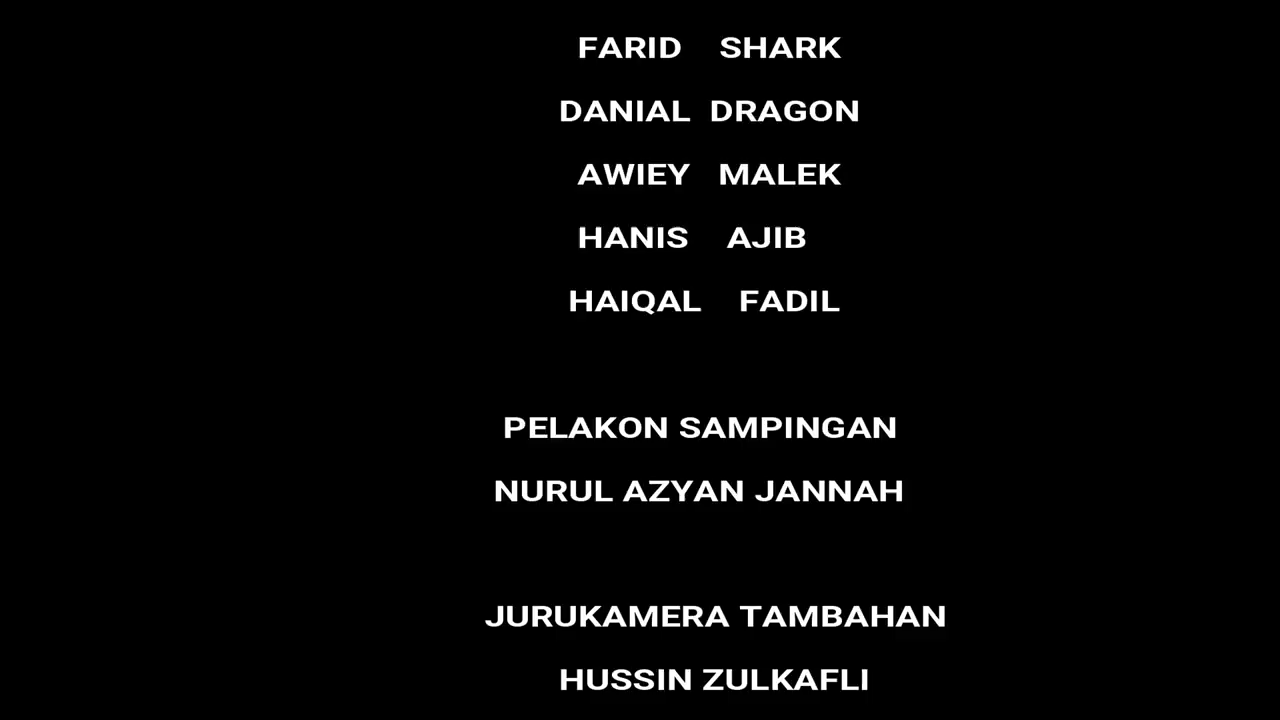 FARID SHARK
DANIAL DRAGON
AWIEY MALEK
HANIS AJIB
HAIQAL FADIL
PELAKON SAMPINGAN
NURUL AZYAN JANNAH
JURUKAMERA TAMBAHAN
HUSSIN ZULKAFLI